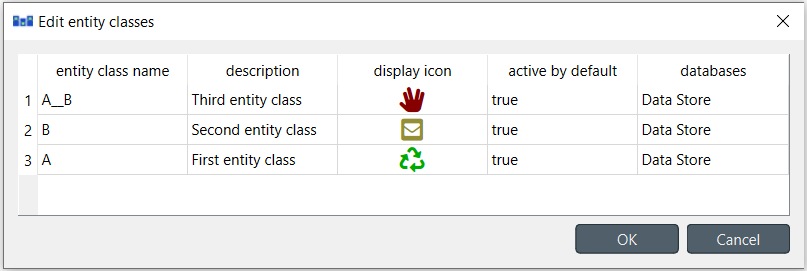 Edit entity classes
entity class name description display icon active by default databases
1 A__B Third entity class true Data Store
2 B Second entity class true Data Store
3 A First entity class true Data Store
OK Cancel